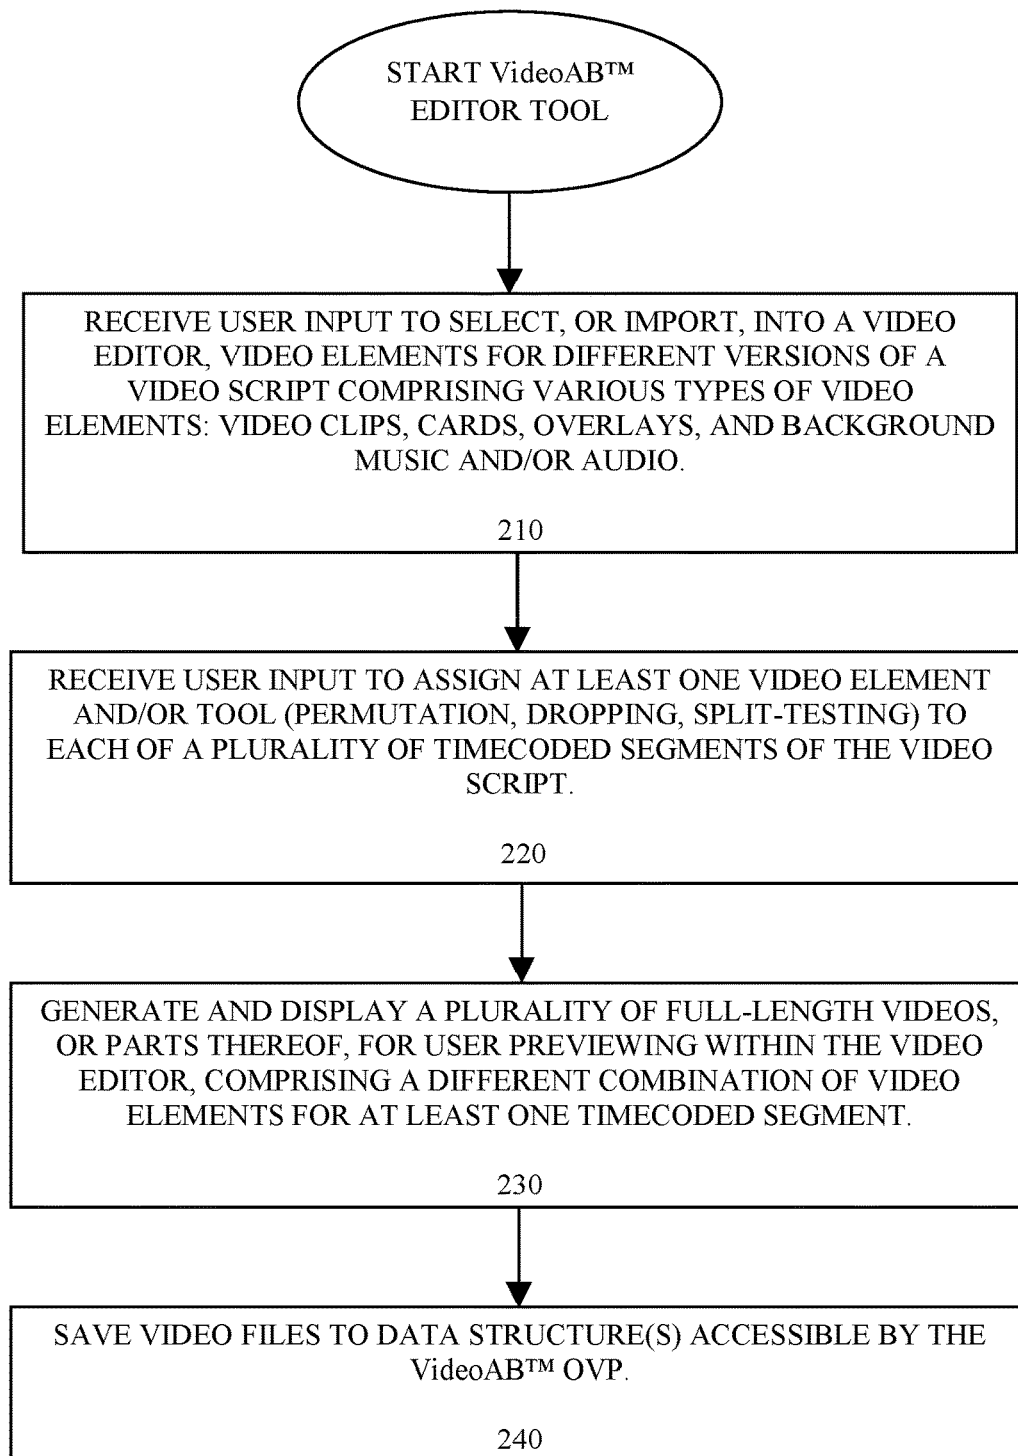 START VideoAB™
EDITOR TOOL
RECEIVE USER INPUT TO SELECT, OR IMPORT, INTO A VIDEO
EDITOR, VIDEO ELEMENTS FOR DIFFERENT VERSIONS OF A
VIDEO SCRIPT COMPRISING VARIOUS TYPES OF VIDEO
ELEMENTS: VIDEO CLIPS, CARDS, OVERLAYS, AND BACKGROUND
MUSIC AND/OR AUDIO.
210
RECEIVE USER INPUT TO ASSIGN AT LEAST ONE VIDEO ELEMENT
AND/OR TOOL (PERMUTATION, DROPPING, SPLIT-TESTING) TO
EACH OF A PLURALITY OF TIMECODED SEGMENTS OF THE VIDEO
SCRIPT.
220
GENERATE AND DISPLAY A PLURALITY OF FULL-LENGTH VIDEOS,
OR PARTS THEREOF, FOR USER PREVIEWING WITHIN THE VIDEO
EDITOR, COMPRISING A DIFFERENT COMBINATION OF VIDEO
ELEMENTS FOR AT LEAST ONE TIMECODED SEGMENT.
230
SAVE VIDEO FILES TO DATA STRUCTURE(S) ACCESSIBLE BY THE
VideoAB™ OVP.
240